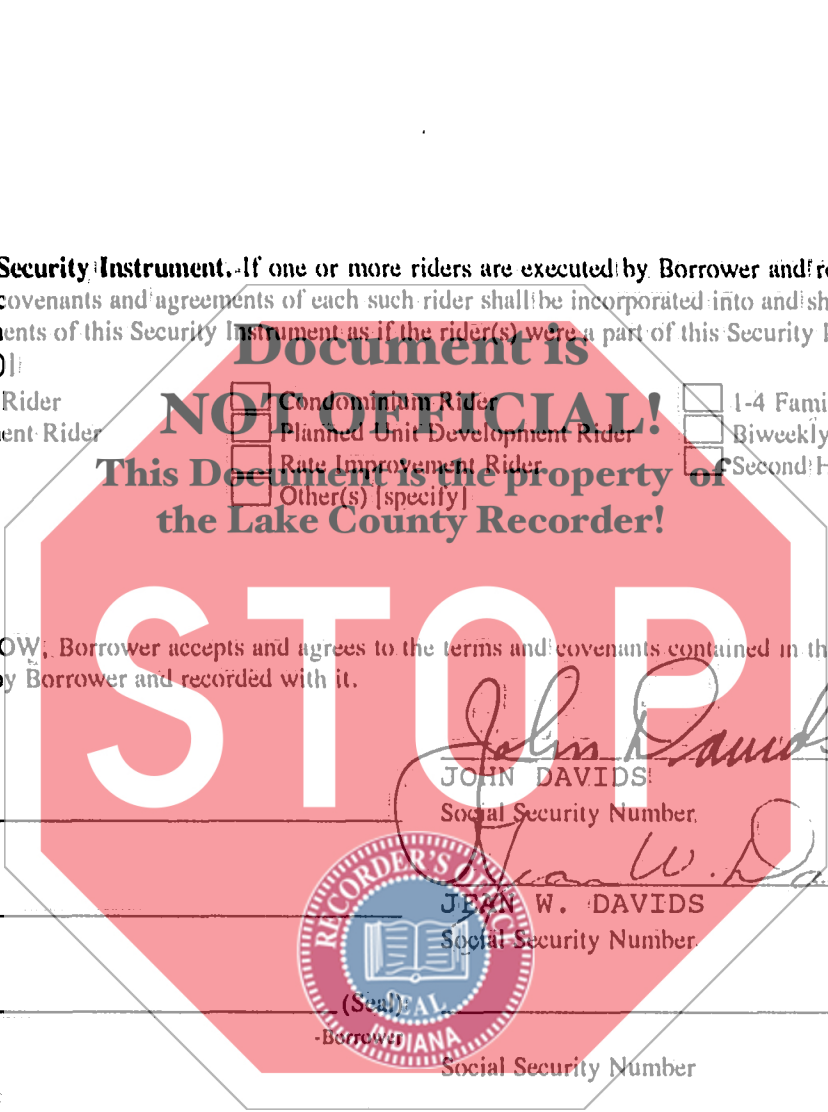 Security Instrument. If one or more riders are executed by Borrower and re
covenants and agreements of each such rider shall be incorporated into and sh
ents of this Security Instrument as if the rider(s) were a part of this Security I
)]
Document is
Rider Condominium Rider 1-4 Fami
NOT OFFICIAL!
ent Rider Planned Unit Development Rider Biweekly
Rate Improvement Rider Second H
This Document is the property of
Other(s) [specify]
the Lake County Recorder!
STOP
OW, Borrower accepts and agrees to the terms and covenants contained in th
y Borrower and recorded with it.
John Davids
JOHN DAVIDS
Social Security Number
Jean W. Da
JEAN W. DAVIDS
Social Security Number
RECORDER'S OFFICE
SEAL
INDIANA
(Seal)
-Borrower
Social Security Number